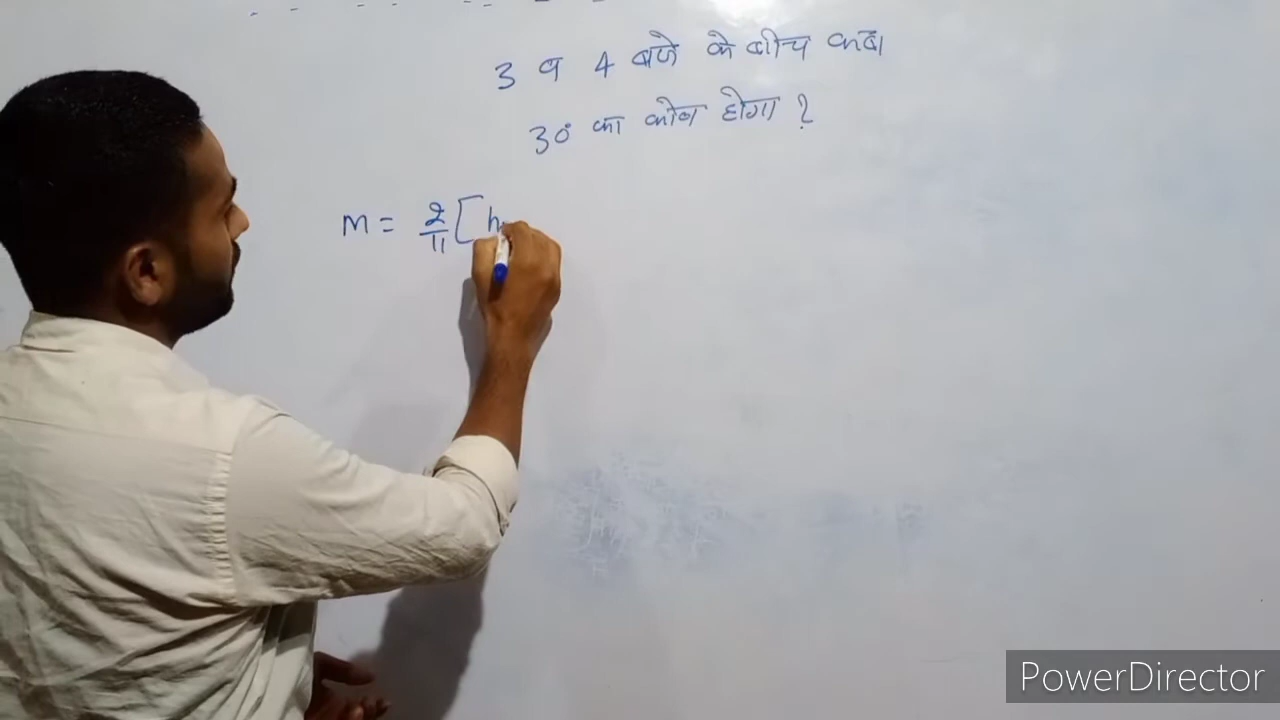 3 व 4 बजे के बीच कब
30° का कोण होगा ?
m = 2/11 [h
PowerDirector